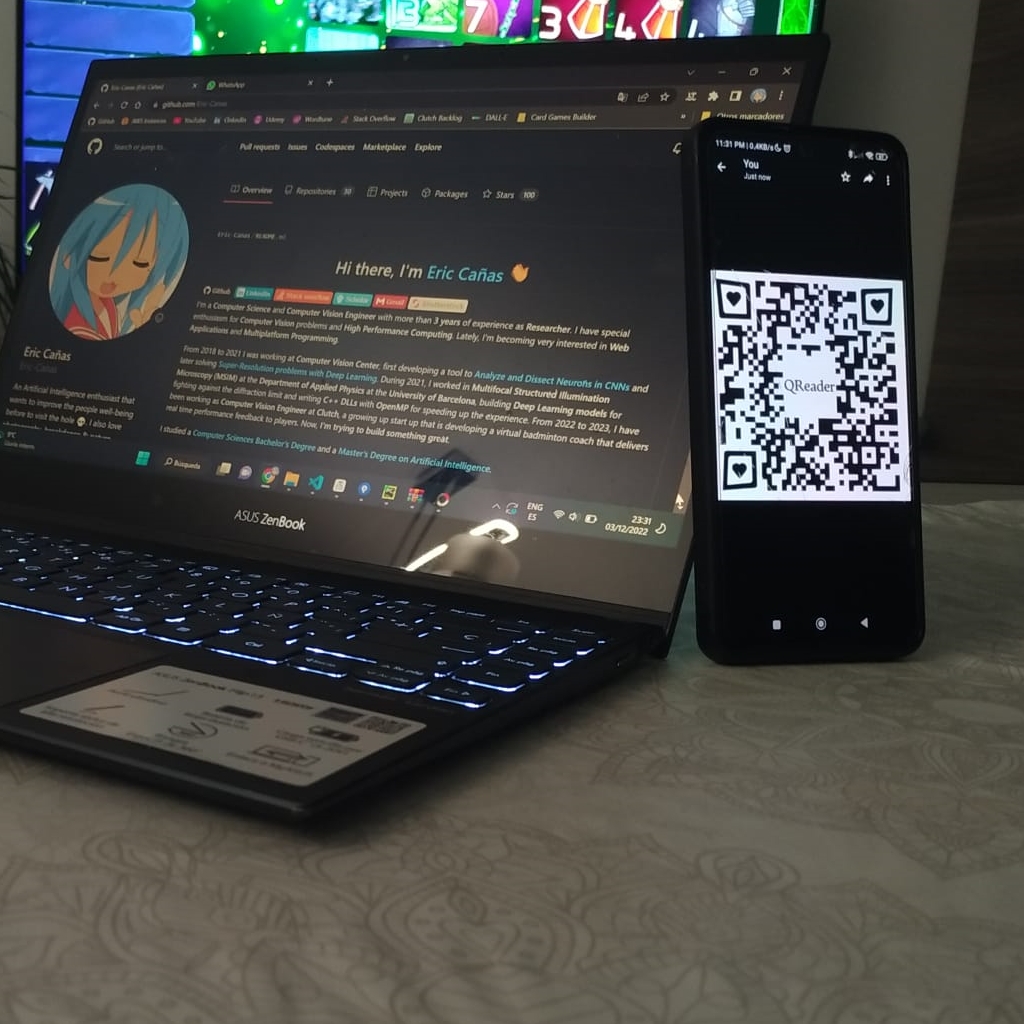 3 7 3 4
Eric-Canas (Eric Cañas)
WhatsApp
github.com/Eric-Canas
GitHub AWS Instances YouTube LinkedIn Udemy Wordtune Stack Overflow Clutch Backlog DALL·E Card Games Builder » Otros marcadores
Search or jump to...
Pull requests Issues Codespaces Marketplace Explore
Overview Repositories 30 Projects Packages Stars 100
Eric-Canas / README.md
Hi there, I'm Eric Cañas 👋
Github LinkedIn Stack overflow Scholar Gmail
I'm a Computer Science and Computer Vision Engineer with more than 3 years of experience as Researcher. I have special
enthusiasm for Computer Vision problems and High Performance Computing. Lately, I'm becoming very interested in Web
Applications and Multiplatform Programming.
From 2018 to 2021 I was working at Computer Vision Center, first developing a tool to Analyze and Dissect Neurons in CNNs and
later solving Super-Resolution problems with Deep Learning. During 2021, I worked in Multifocal Structured Illumination
Microscopy (MSIM) at the Department of Applied Physics at the University of Barcelona, building Deep Learning models for
fighting against the diffraction limit and writing C++ DLLs with OpenMP for speeding up the experience. From 2022 to 2023, I have
been working as Computer Vision Engineer at Clutch, a growing up start up that is developing a virtual badminton coach that delivers
real time performance feedback to players. Now, I'm trying to build something great.
I studied a Computer Sciences Bachelor's Degree and a Master's Degree on Artificial Intelligence.
Eric Cañas
Eric-Canas
An Artificial Intelligence enthusiast that
wants to improve the people well-being
before to visit the hole 💀. I also love
Búsqueda
ENG
ES
23:31
03/12/2022
ASUS ZenBook
ASUS ZenBook Flip 13
11:31 PM | 0,4KB/s
You
Just now
QReader